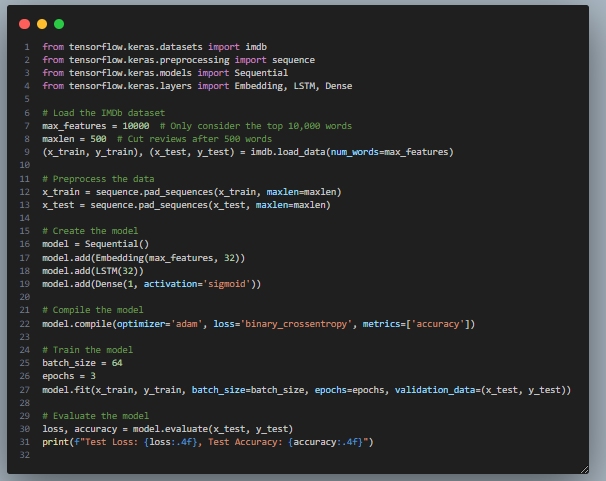 1 from tensorflow.keras.datasets import imdb
2 from tensorflow.keras.preprocessing import sequence
3 from tensorflow.keras.models import Sequential
4 from tensorflow.keras.layers import Embedding, LSTM, Dense
5
6 # Load the IMDb dataset
7 max_features = 10000  # Only consider the top 10,000 words
8 maxlen = 500  # Cut reviews after 500 words
9 (x_train, y_train), (x_test, y_test) = imdb.load_data(num_words=max_features)
10
11 # Preprocess the data
12 x_train = sequence.pad_sequences(x_train, maxlen=maxlen)
13 x_test = sequence.pad_sequences(x_test, maxlen=maxlen)
14
15 # Create the model
16 model = Sequential()
17 model.add(Embedding(max_features, 32))
18 model.add(LSTM(32))
19 model.add(Dense(1, activation='sigmoid'))
20
21 # Compile the model
22 model.compile(optimizer='adam', loss='binary_crossentropy', metrics=['accuracy'])
23
24 # Train the model
25 batch_size = 64
26 epochs = 3
27 model.fit(x_train, y_train, batch_size=batch_size, epochs=epochs, validation_data=(x_test, y_test))
28
29 # Evaluate the model
30 loss, accuracy = model.evaluate(x_test, y_test)
31 print(f"Test Loss: {loss:.4f}, Test Accuracy: {accuracy:.4f}")
32